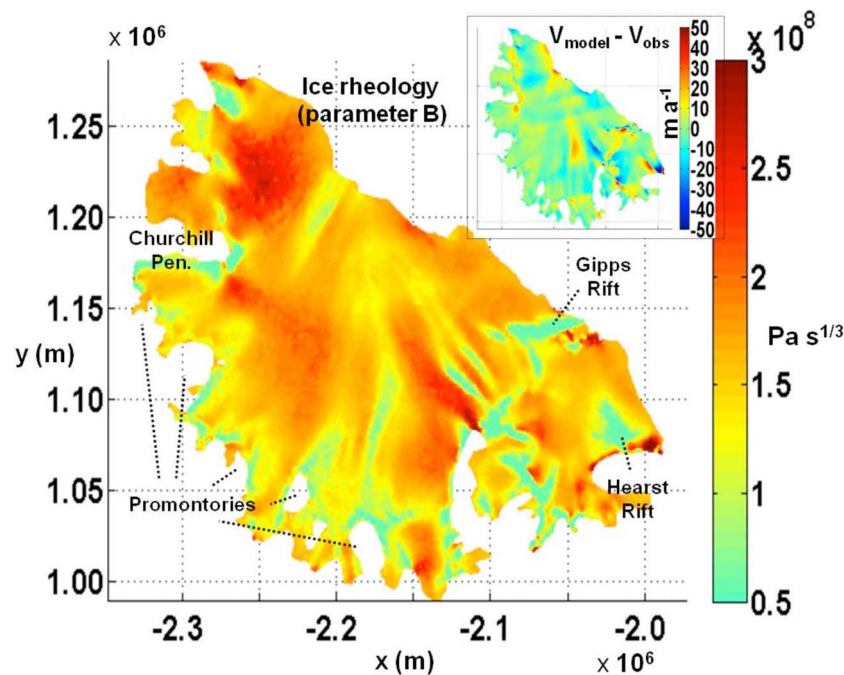 x 10⁶
Ice rheology
(parameter B)
V_model - V_obs
50
40
30
20
10
0
-10
-20
-30
-40
-50
m a⁻¹
x 10⁸
3
2.5
2
1.5
1
0.5
Pa s^1/3
1.25
1.20
1.15
1.10
1.05
1.00
y (m)
Churchill
Pen.
Gipps
Rift
Promontories
Hearst
Rift
-2.3
-2.2
-2.1
-2.0
x (m)
x 10⁶